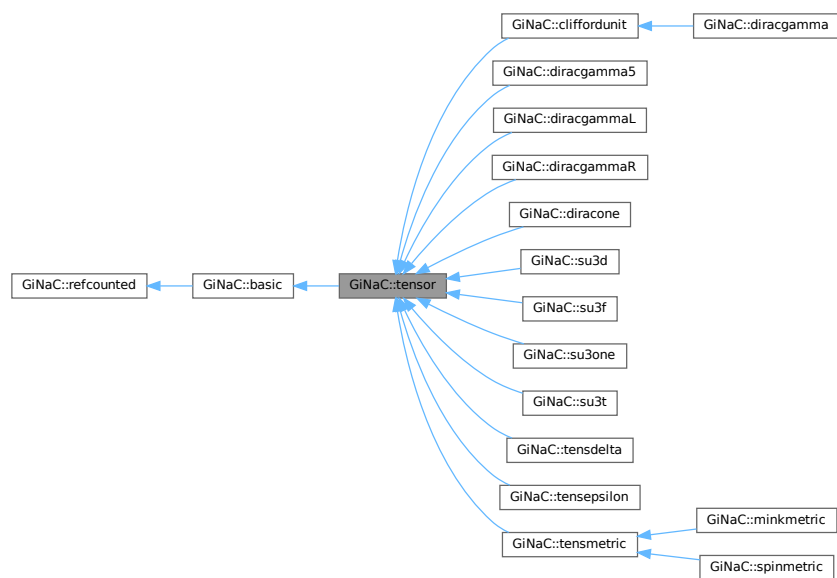 GiNaC::refcounted
GiNaC::basic
GiNaC::tensor
GiNaC::cliffordunit
GiNaC::diracgamma
GiNaC::diracgamma5
GiNaC::diracgammaL
GiNaC::diracgammaR
GiNaC::diracone
GiNaC::su3d
GiNaC::su3f
GiNaC::su3one
GiNaC::su3t
GiNaC::tensdelta
GiNaC::tensepsilon
GiNaC::tensmetric
GiNaC::minkmetric
GiNaC::spinmetric